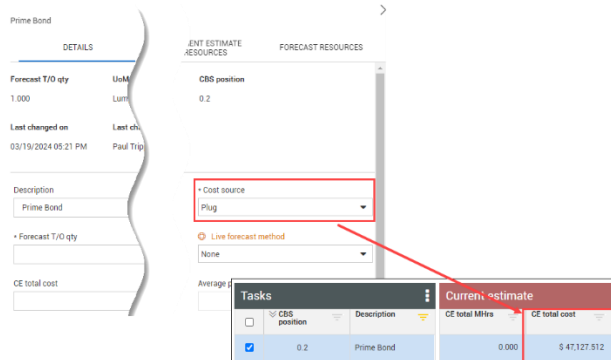 Prime Bond
DETAILS
ENT ESTIMATE
RESOURCES
FORECAST RESOURCES
Forecast T/O qty
UoM
CBS position
1.000
Lum
0.2
Last changed on
Last ch
03/19/2024 05:21 PM
Paul Trip
Description
* Cost source
Prime Bond
Plug
* Forecast T/O qty
Live forecast method
None
CE total cost
Average p
Tasks
Current estimate
CBS
position
Description
CE total MHrs
CE total cost
0.2
Prime Bond
0.000
$ 47,127.512